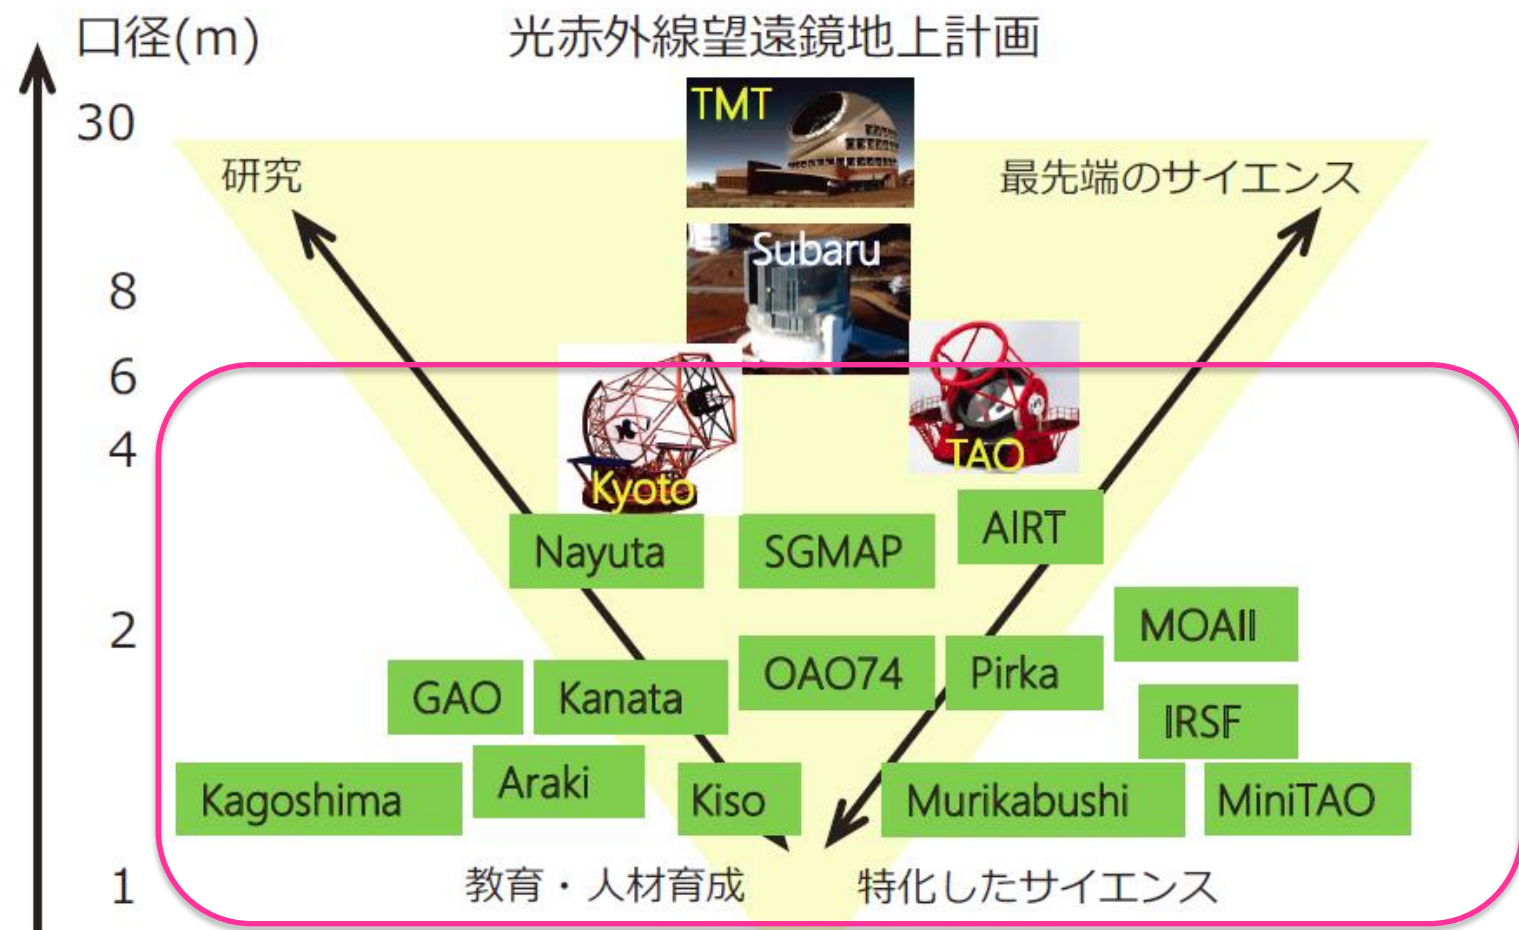 口径(m)
光赤外線望遠鏡地上計画
30
TMT
研究
最先端のサイエンス
Subaru
8
6
4
TAO
Kyoto
AIRT
Nayuta
SGMAP
2
MOAII
OAO74
Pirka
GAO
Kanata
IRSF
Araki
Kagoshima
Kiso
Murikabushi
MiniTAO
1
教育・人材育成
特化したサイエンス